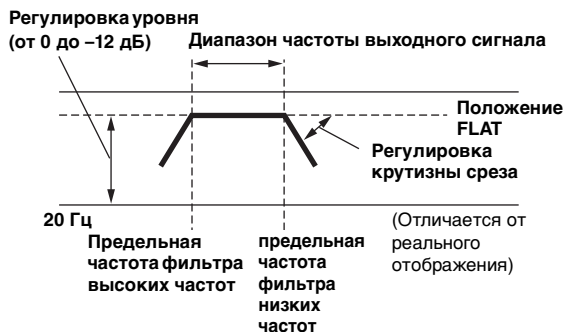 Регулировка уровня
(от 0 до –12 дБ)
Диапазон частоты выходного сигнала
Положение
FLAT
Регулировка
крутизны среза
20 Гц
(Отличается от
реального
отображения)
Предельная
частота фильтра
высоких частот
предельная
частота
фильтра
низких
частот